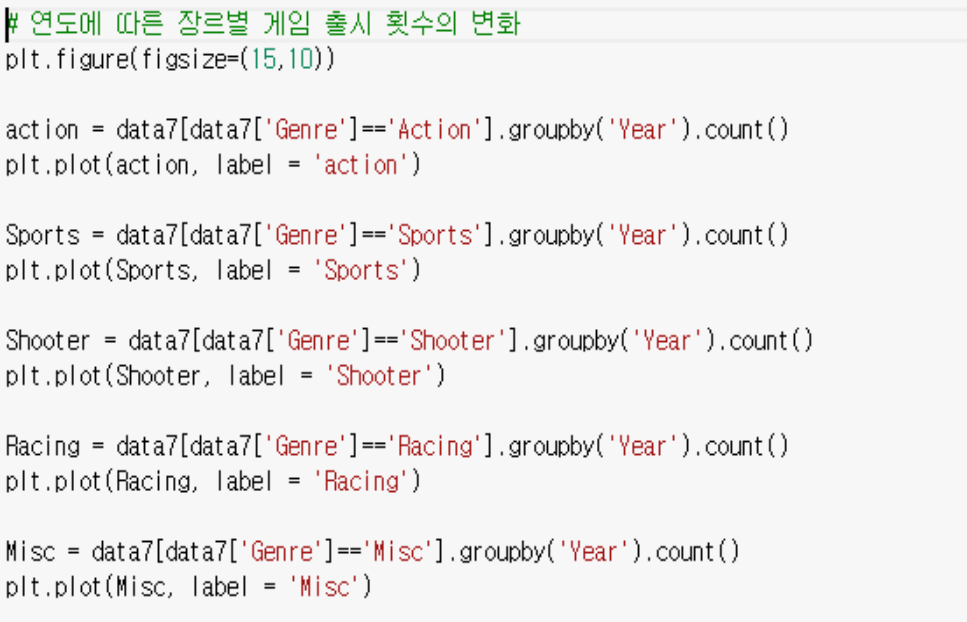 # 연도에 따른 장르별 게임 출시 횟수의 변화
plt.figure(figsize=(15,10))
action = data7[data7['Genre']=='Action'].groupby('Year').count()
plt.plot(action, label = 'action')
Sports = data7[data7['Genre']=='Sports'].groupby('Year').count()
plt.plot(Sports, label = 'Sports')
Shooter = data7[data7['Genre']=='Shooter'].groupby('Year').count()
plt.plot(Shooter, label = 'Shooter')
Racing = data7[data7['Genre']=='Racing'].groupby('Year').count()
plt.plot(Racing, label = 'Racing')
Misc = data7[data7['Genre']=='Misc'].groupby('Year').count()
plt.plot(Misc, label = 'Misc')